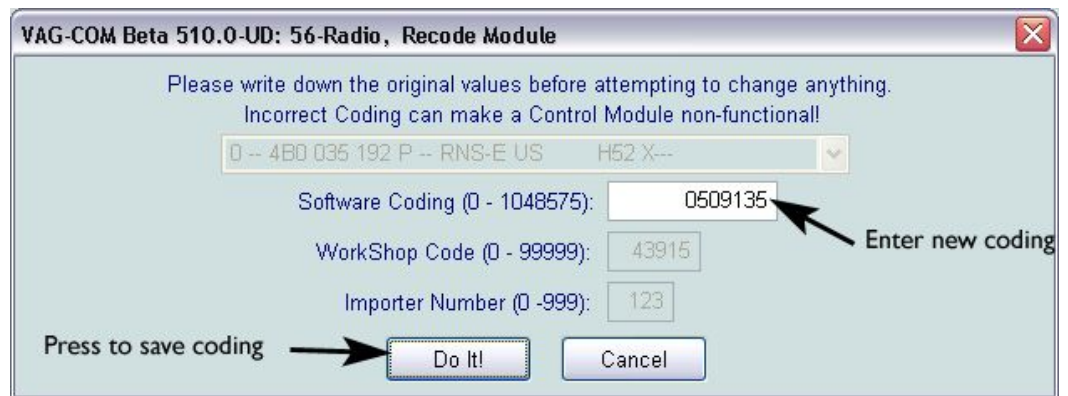 VAG-COM Beta 510.0-UD: 56-Radio, Recode Module
Please write down the original values before attempting to change anything.
Incorrect Coding can make a Control Module non-functional!
0 -- 4B0 035 192 P -- RNS-E US H52 X---
Software Coding (0 - 1048575): 0509135
Enter new coding
WorkShop Code (0 - 99999): 43915
Importer Number (0 -999): 123
Press to save coding
Do It! Cancel